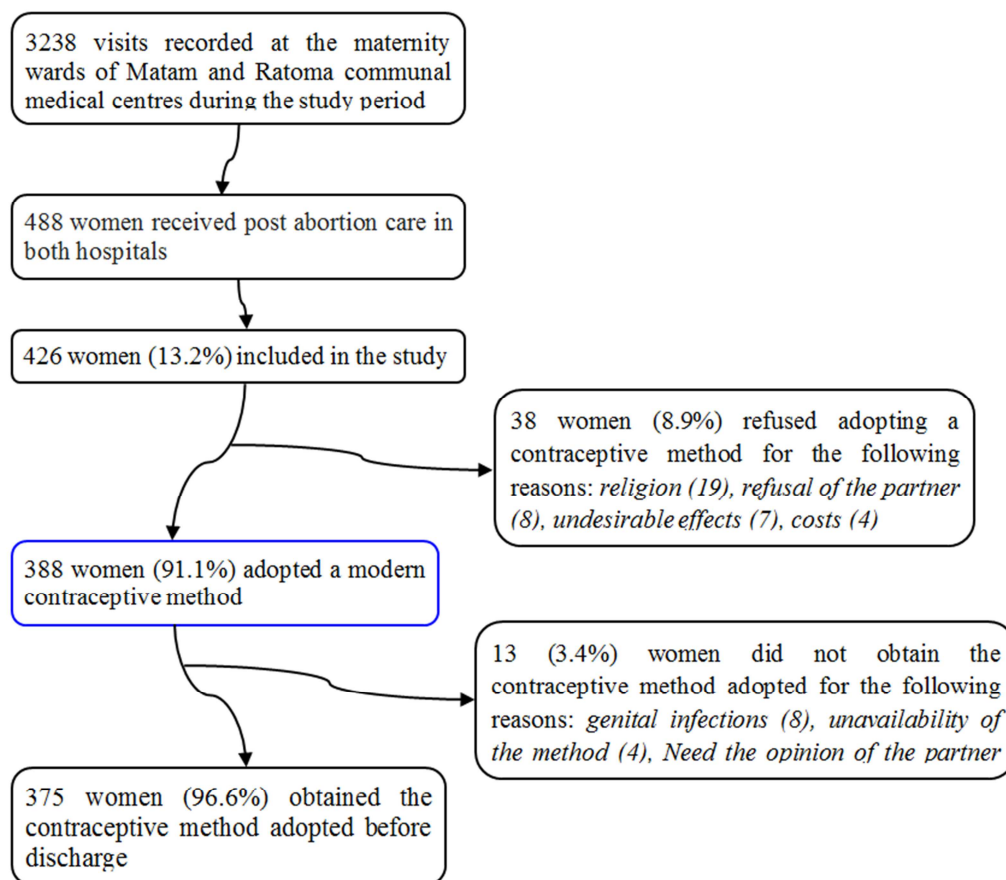 3238 visits recorded at the maternity
wards of Matam and Ratoma communal
medical centres during the study period
488 women received post abortion care in
both hospitals
426 women (13.2%) included in the study
38 women (8.9%) refused adopting a
contraceptive method for the following
reasons: religion (19), refusal of the partner
(8), undesirable effects (7), costs (4)
388 women (91.1%) adopted a modern
contraceptive method
13 (3.4%) women did not obtain the
contraceptive method adopted for the following
reasons: genital infections (8), unavailability of
the method (4), Need the opinion of the partner
375 women (96.6%) obtained the
contraceptive method adopted before
discharge